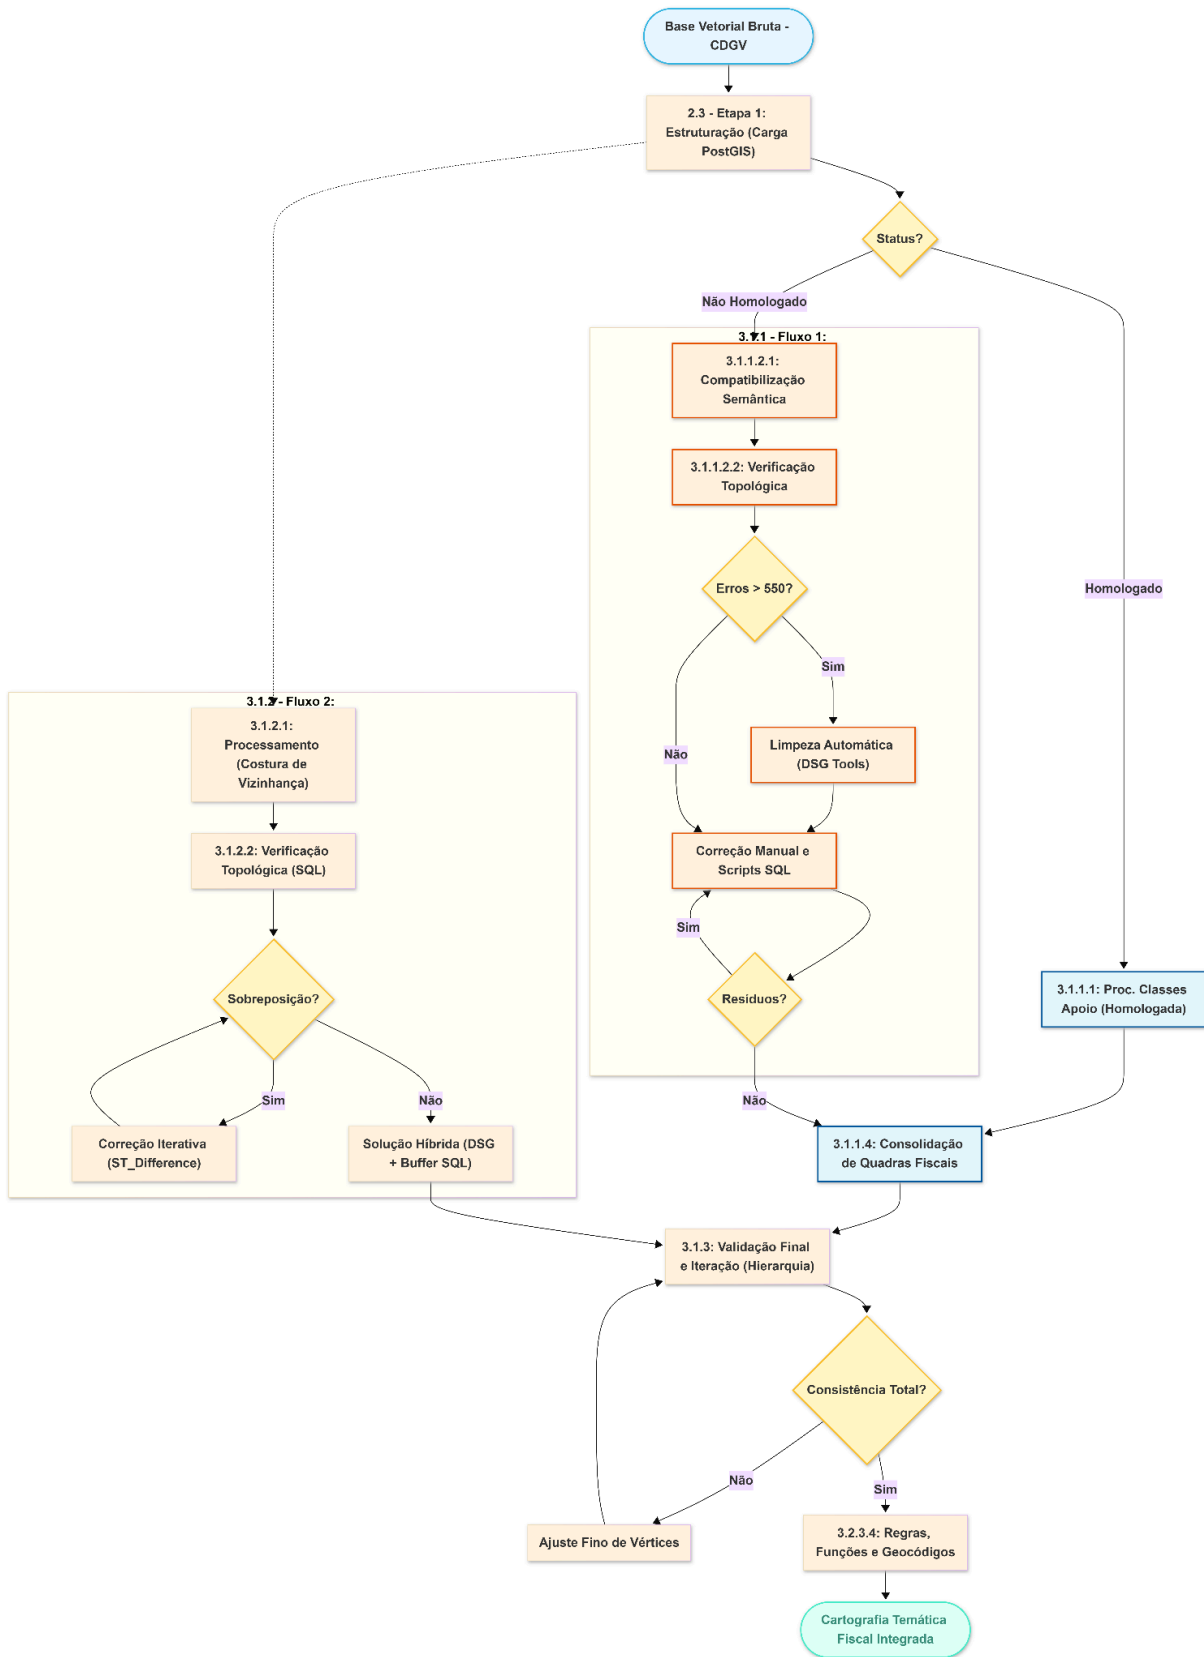 Base Vetorial Bruta -
CDGV
2.3 - Etapa 1:
Estruturação (Carga
PostGIS)
Status?
Não Homologado
Homologado
3.1.1 - Fluxo 1:
3.1.1.2.1:
Compatibilização
Semântica
3.1.1.2.2: Verificação
Topológica
Erros > 550?
Sim
Não
Limpeza Automática
(DSG Tools)
Correção Manual e
Scripts SQL
Sim
Resíduos?
Não
3.1.2 - Fluxo 2:
3.1.2.1:
Processamento
(Costura de
Vizinhança)
3.1.2.2: Verificação
Topológica (SQL)
Sobreposição?
Sim
Não
Correção Iterativa
(ST_Difference)
Solução Híbrida (DSG
+ Buffer SQL)
3.1.1.1: Proc. Classes
Apoio (Homologada)
3.1.1.4: Consolidação
de Quadras Fiscais
3.1.3: Validação Final
e Iteração (Hierarquia)
Consistência Total?
Não
Sim
Ajuste Fino de Vértices
3.2.3.4: Regras,
Funções e Geocódigos
Cartografia Temática
Fiscal Integrada